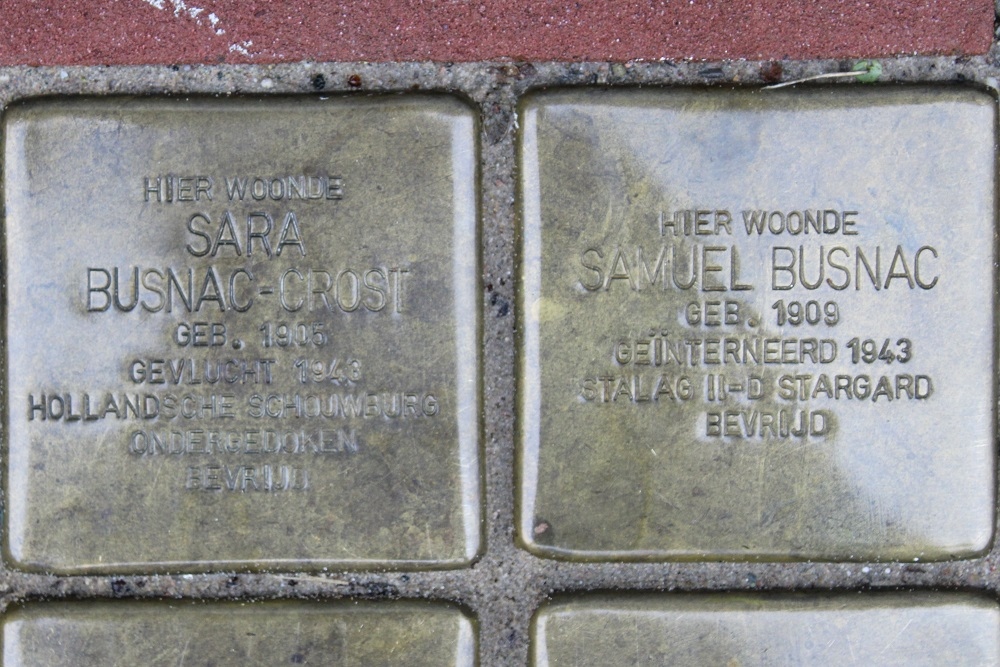 HIER WOONDE
SARA
BUSNAC-CROST
GEB. 1905
GEVLUCHT 1943
HOLLANDSCHE SCHOUWBURG
ONDERGEDOKEN
BEVRIJD
HIER WOONDE
SAMUEL BUSNAC
GEB. 1909
GEÏNTERNEERD 1943
STALAG II-D STARGARD
BEVRIJD